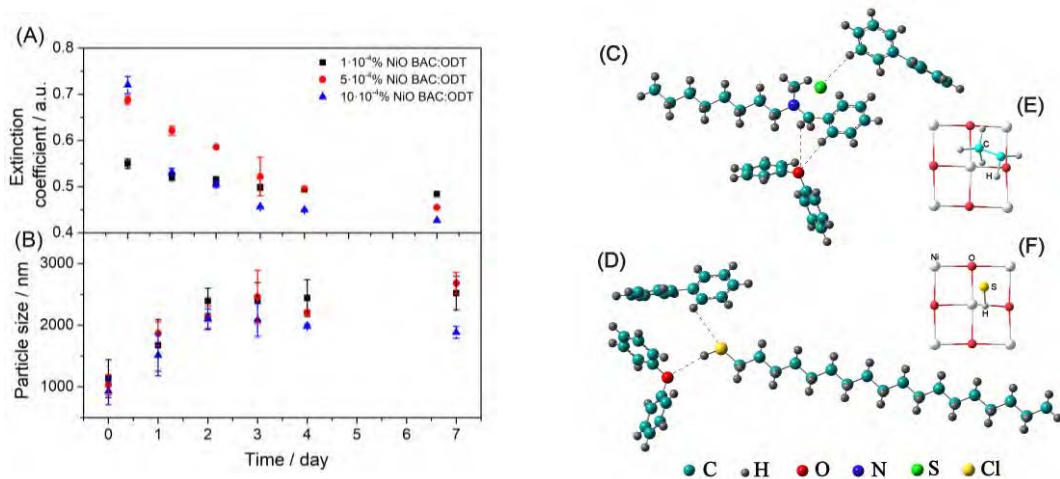 (A)
Extinction coefficient / a.u.
0.8
0.7
0.6
0.5
0.4
1·10⁻⁴% NiO BAC:ODT
5·10⁻⁴% NiO BAC:ODT
10·10⁻⁴% NiO BAC:ODT
(B)
Particle size / nm
3000
2000
1000
0 1 2 3 4 5 6 7
Time / day
(C)
(D)
(E)
C
H
(F)
Ni O
S
H
C H O N S Cl